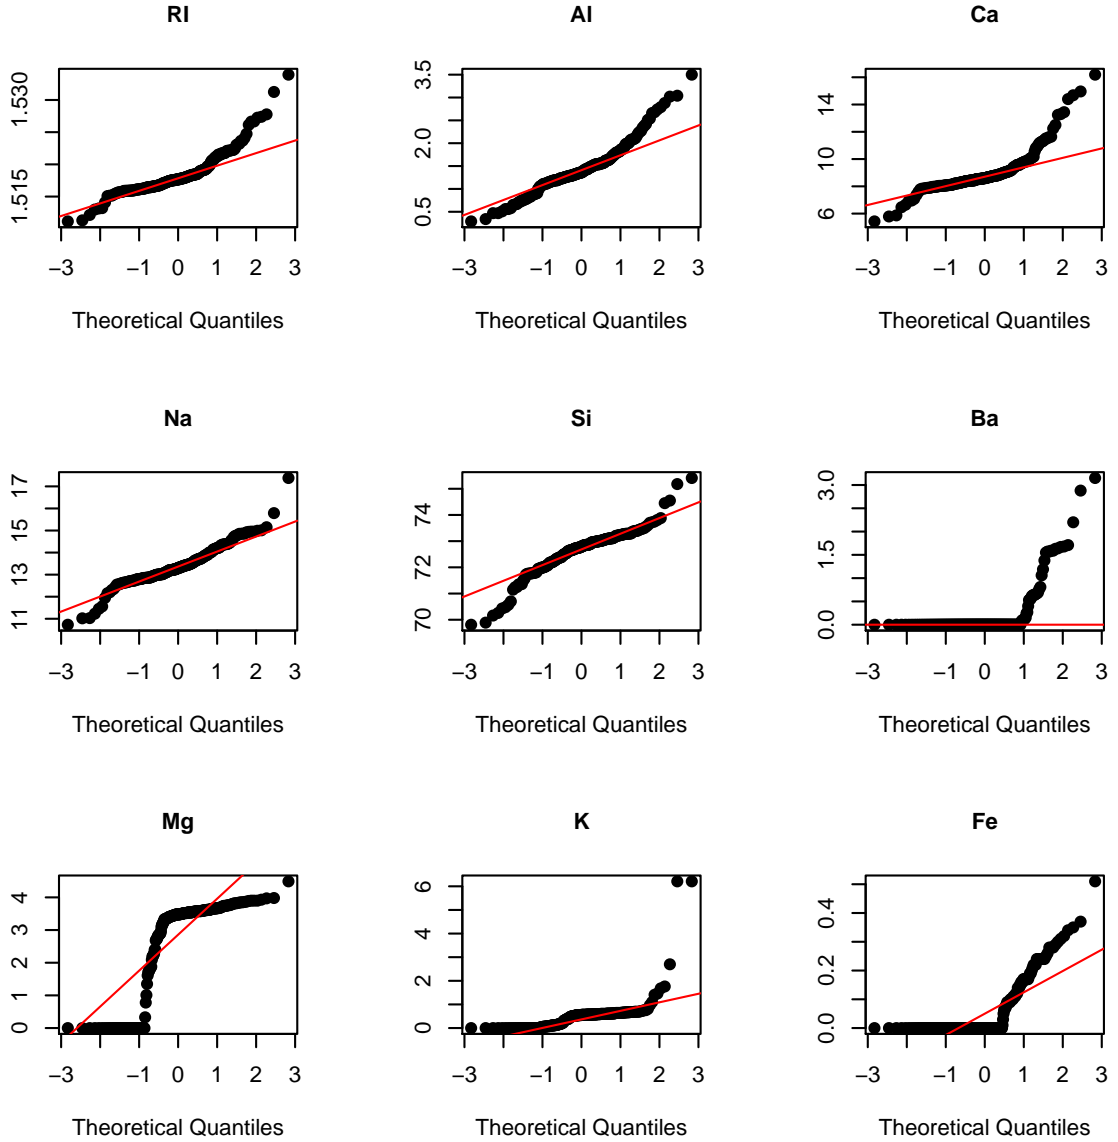 RI
1.515 1.530
−3 −2 −1 0 1 2 3
Theoretical Quantiles
Al
0.5 2.0 3.5
−3 −1 0 1 2 3
Theoretical Quantiles
Ca
6 10 14
−3 −1 0 1 2 3
Theoretical Quantiles
Na
11 13 15 17
−3 −1 0 1 2 3
Theoretical Quantiles
Si
70 72 74
−3 −1 0 1 2 3
Theoretical Quantiles
Ba
0.0 1.5 3.0
−3 −1 0 1 2 3
Theoretical Quantiles
Mg
0 1 2 3 4
−3 −1 0 1 2 3
Theoretical Quantiles
K
0 2 4 6
−3 −1 0 1 2 3
Theoretical Quantiles
Fe
0.0 0.2 0.4
−3 −1 0 1 2 3
Theoretical Quantiles